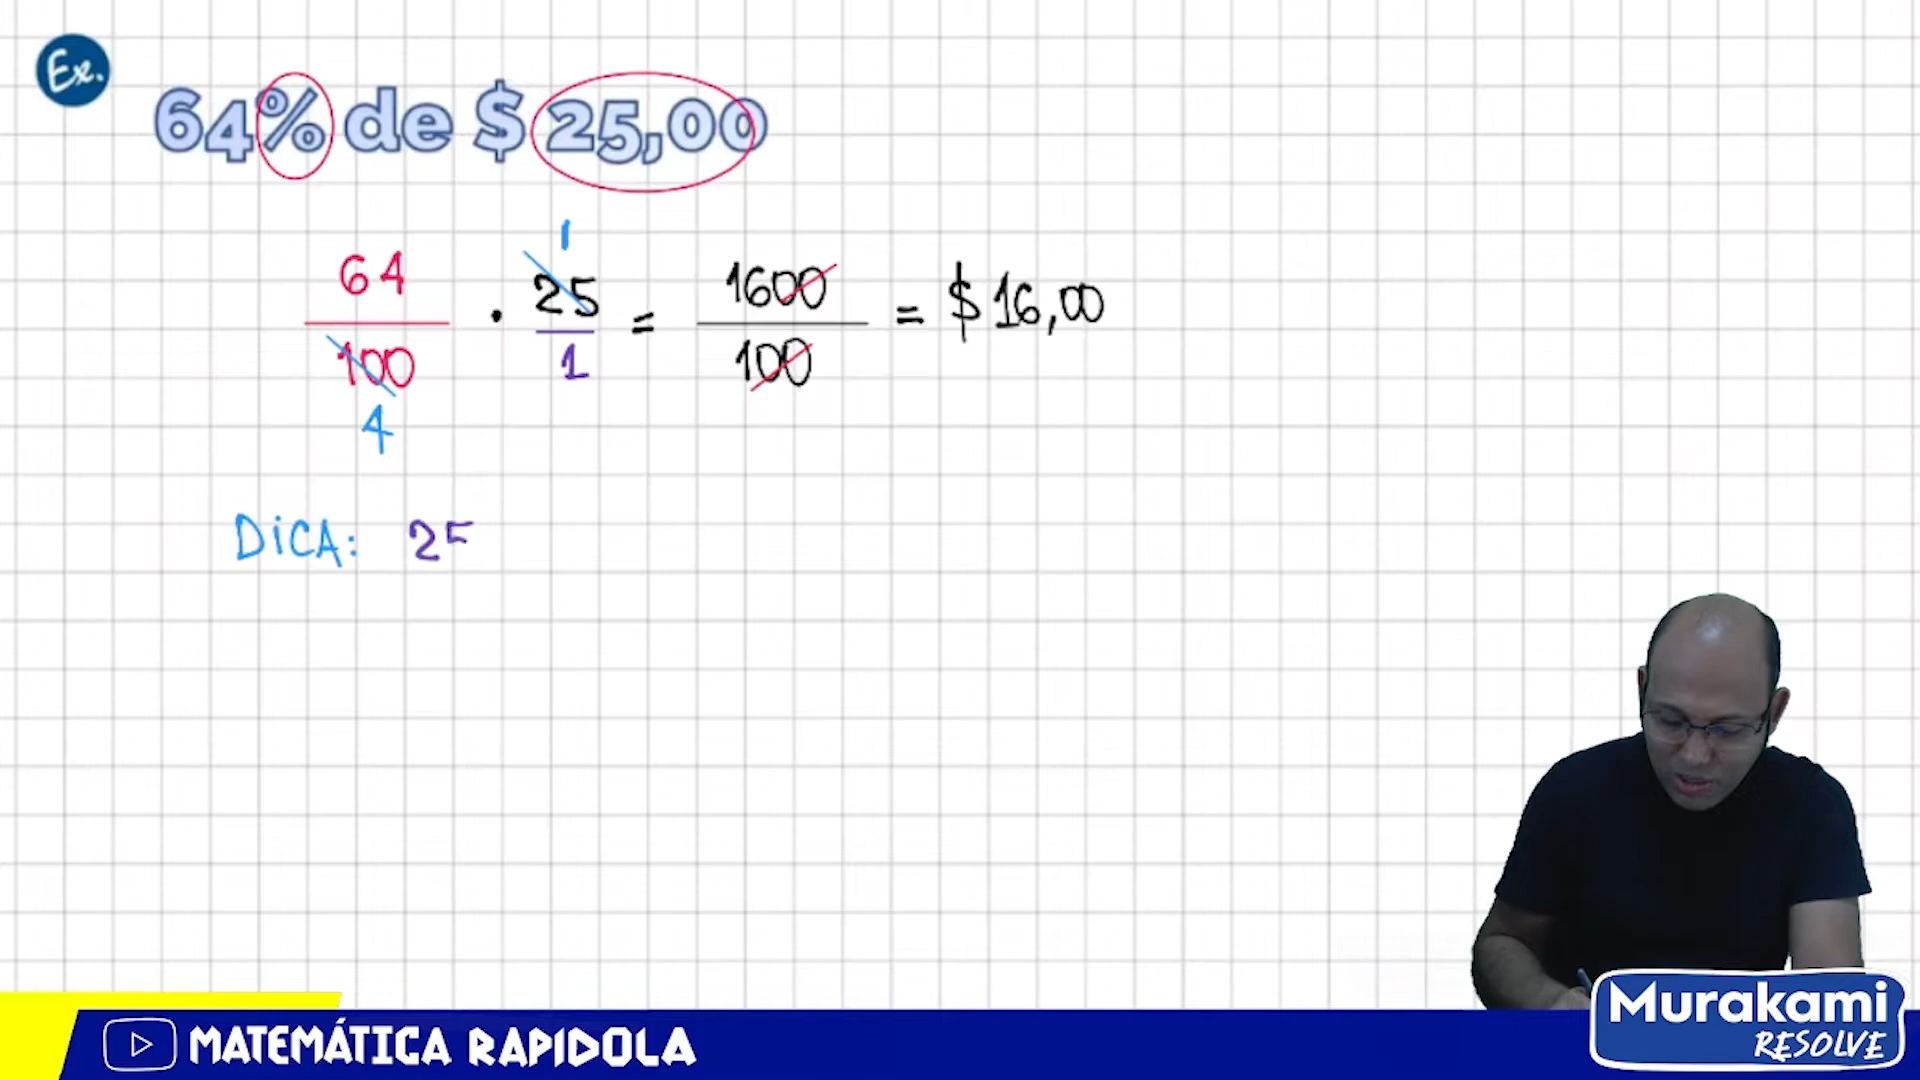 Ex.
64% de $ 25,00
64/100 · 25/1 = 1600/100 = $ 16,00
1
4
DICA: 25
MATEMÁTICA RAPIDOLA
Murakami
RESOLVE